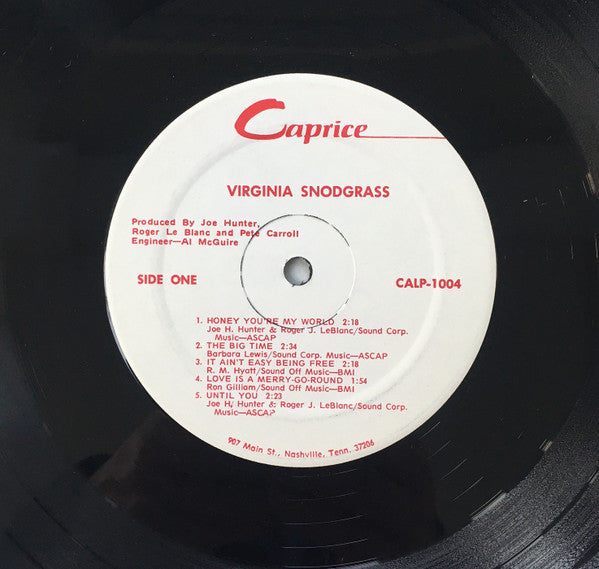 Caprice
VIRGINIA SNODGRASS
Produced By Joe Hunter,
Roger Le Blanc and Pete Carroll
Engineer—Al McGuire
SIDE ONE
CALP-1004
1. HONEY YOU'RE MY WORLD 2:18
Joe H. Hunter & Roger J. LeBlanc/Sound Corp.
Music—ASCAP
2. THE BIG TIME 2:34
Barbara Lewis/Sound Corp. Music—ASCAP
3. IT AIN'T EASY BEING FREE 2:18
R. M. Hyatt/Sound Off Music—BMI
4. LOVE IS A MERRY-GO-ROUND 1:54
Ron Gilliam/Sound Off Music—BMI
5. UNTIL YOU 2:23
Joe H. Hunter & Roger J. LeBlanc/Sound Corp.
Music—ASCAP
907 Main St., Nashville, Tenn. 37206